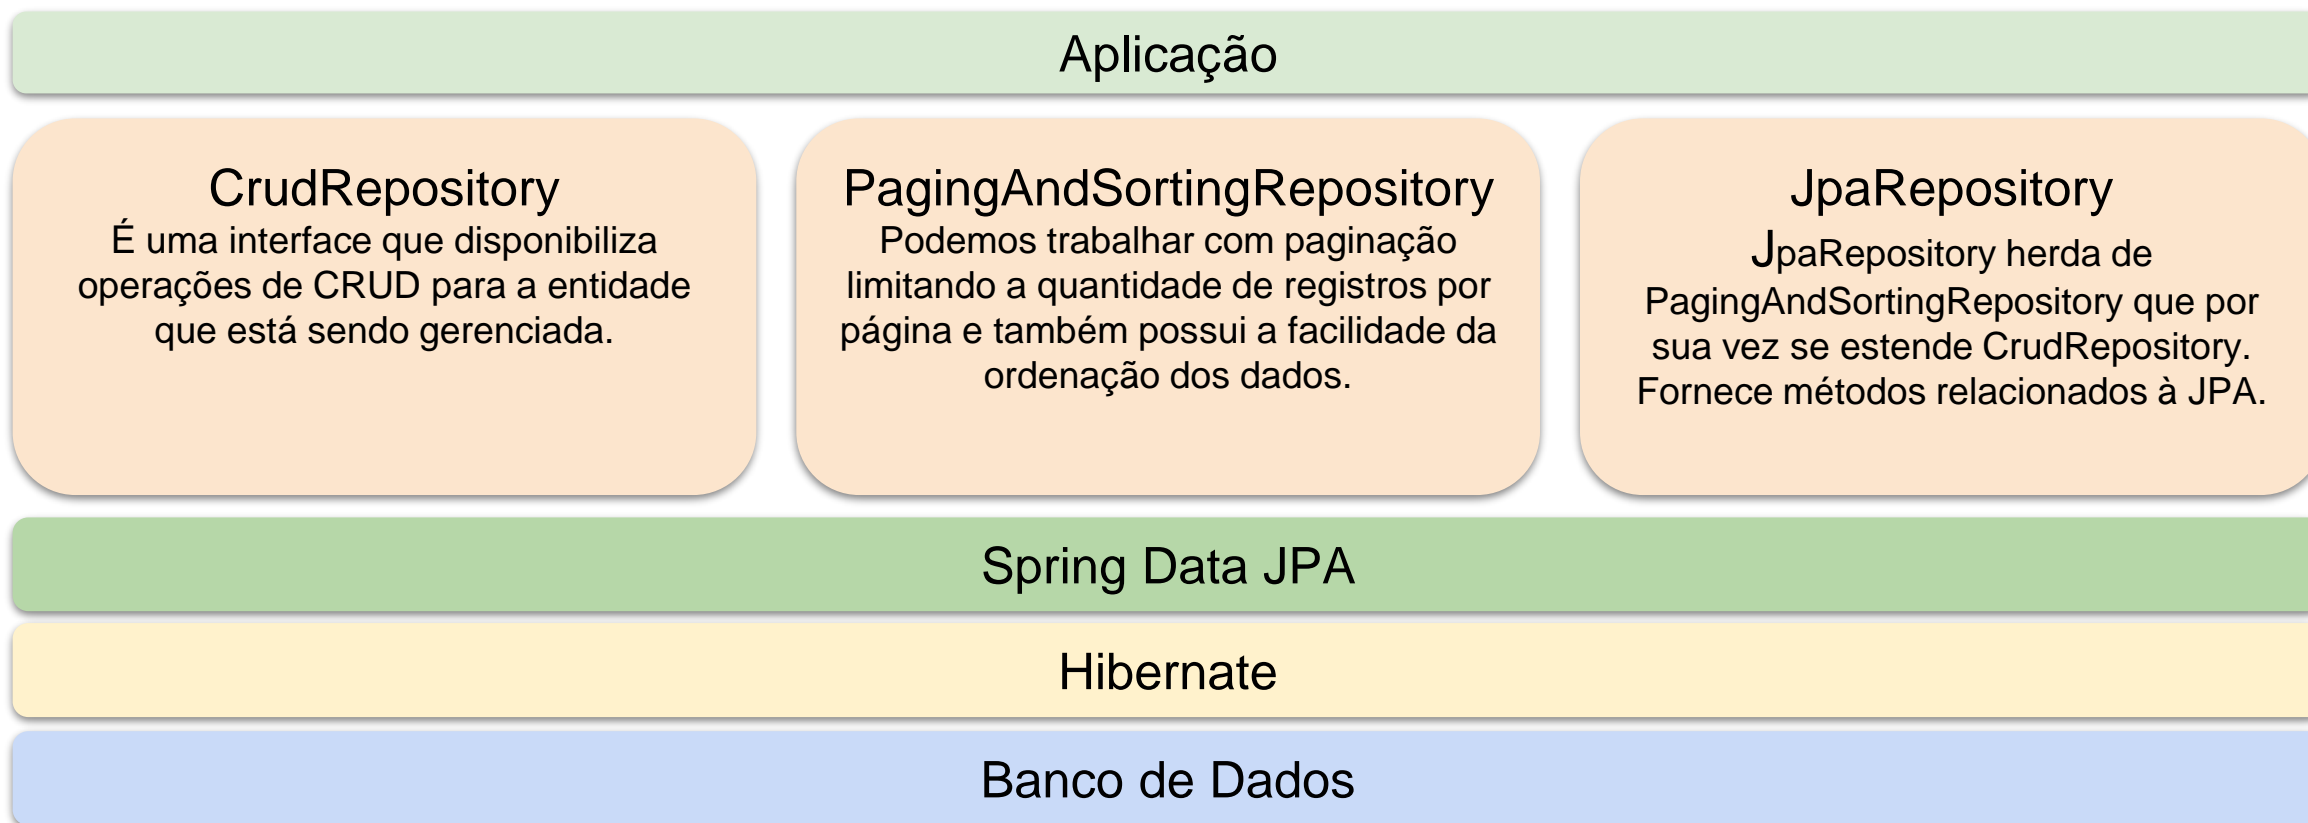 Aplicação
CrudRepository
É uma interface que disponibiliza
operações de CRUD para a entidade
que está sendo gerenciada.
PagingAndSortingRepository
Podemos trabalhar com paginação
limitando a quantidade de registros por
página e também possui a facilidade da
ordenação dos dados.
JpaRepository
JpaRepository herda de
PagingAndSortingRepository que por
sua vez se estende CrudRepository.
Fornece métodos relacionados à JPA.
Spring Data JPA
Hibernate
Banco de Dados